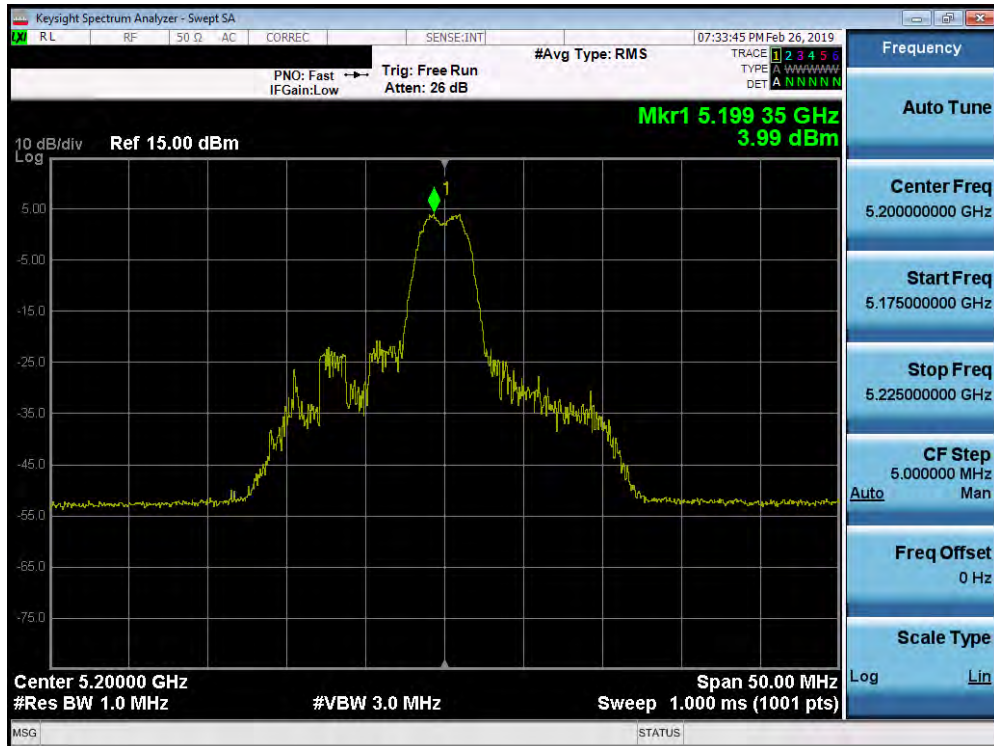 Keysight Spectrum Analyzer - Swept SA
LXI RL RF 50 Ω AC CORREC SENSE:INT 07:33:45 PM Feb 26, 2019
PNO: Fast
IFGain:Low
Trig: Free Run
Atten: 26 dB
#Avg Type: RMS
TRACE 1 2 3 4 5 6
TYPE A WWWWW
DET A N N N N N
Mkr1 5.199 35 GHz
3.99 dBm
10 dB/div Ref 15.00 dBm
Log
1
5.00
-5.00
-15.0
-25.0
-35.0
-45.0
-55.0
-65.0
-75.0
Center 5.20000 GHz Span 50.00 MHz
#Res BW 1.0 MHz #VBW 3.0 MHz Sweep 1.000 ms (1001 pts)
MSG STATUS
Frequency
Auto Tune
Center Freq
5.200000000 GHz
Start Freq
5.175000000 GHz
Stop Freq
5.225000000 GHz
CF Step
5.000000 MHz
Auto Man
Freq Offset
0 Hz
Scale Type
Log Lin